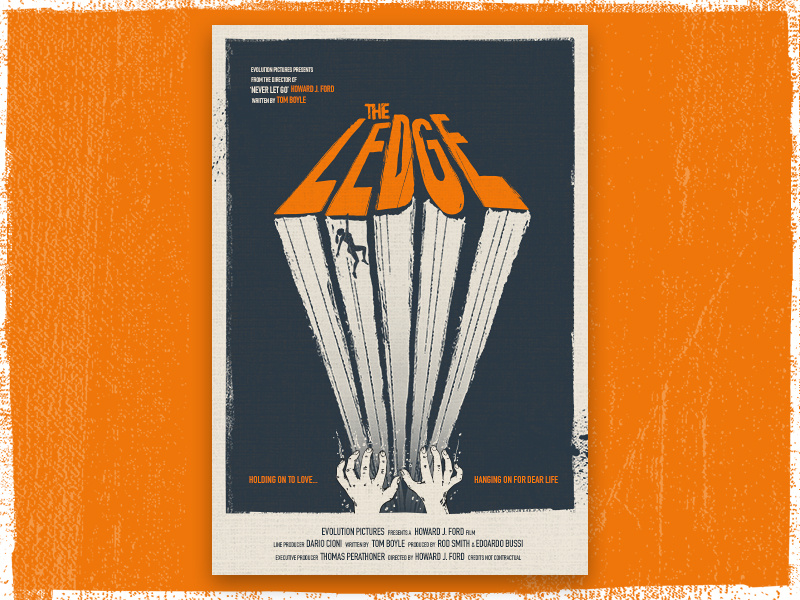 EVOLUTION PICTURES PRESENTS
FROM THE DIRECTOR OF
'NEVER LET GO' HOWARD J. FORD
WRITTEN BY TOM BOYLE
THE
LEDGE
HOLDING ON TO LOVE...
HANGING ON FOR DEAR LIFE
EVOLUTION PICTURES PRESENTS A HOWARD J. FORD FILM
LINE PRODUCER DARIO CIONI WRITTEN BY TOM BOYLE PRODUCED BY ROD SMITH & EDOARDO BUSSI
EXECUTIVE PRODUCER THOMAS PERATHONER DIRECTED BY HOWARD J. FORD CREDITS NOT CONTRACTUAL